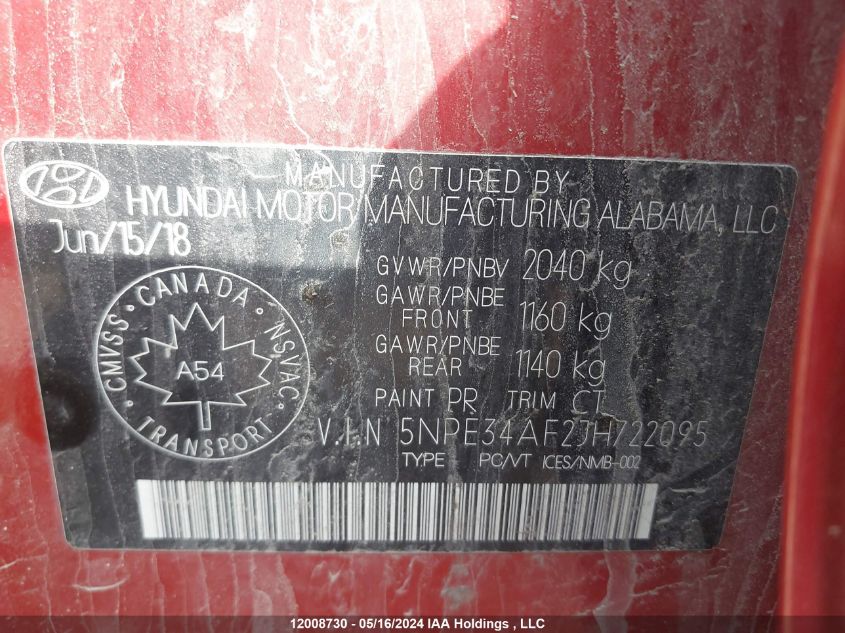 MANUFACTURED BY
HYUNDAI MOTOR MANUFACTURING ALABAMA, LLC
Jun/15/18
GVWR/PNBV 2040 kg
GAWR/PNBE
FRONT 1160 kg
GAWR/PNBE
REAR 1140 kg
PAINT PR TRIM CT
CANADA
CMVSS NSVAC
A54
TRANSPORT
V.I.N 5NPE34AF2JH722095
TYPE PC/VT ICES/NMB-002
12008730 - 05/16/2024 IAA Holdings , LLC